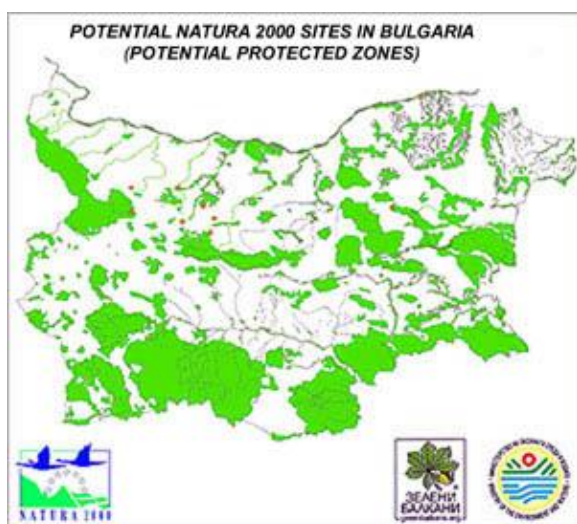 POTENTIAL NATURA 2000 SITES IN BULGARIA
(POTENTIAL PROTECTED ZONES)
NATURA 2000
ЗЕЛЕНИ
БАЛКАНИ